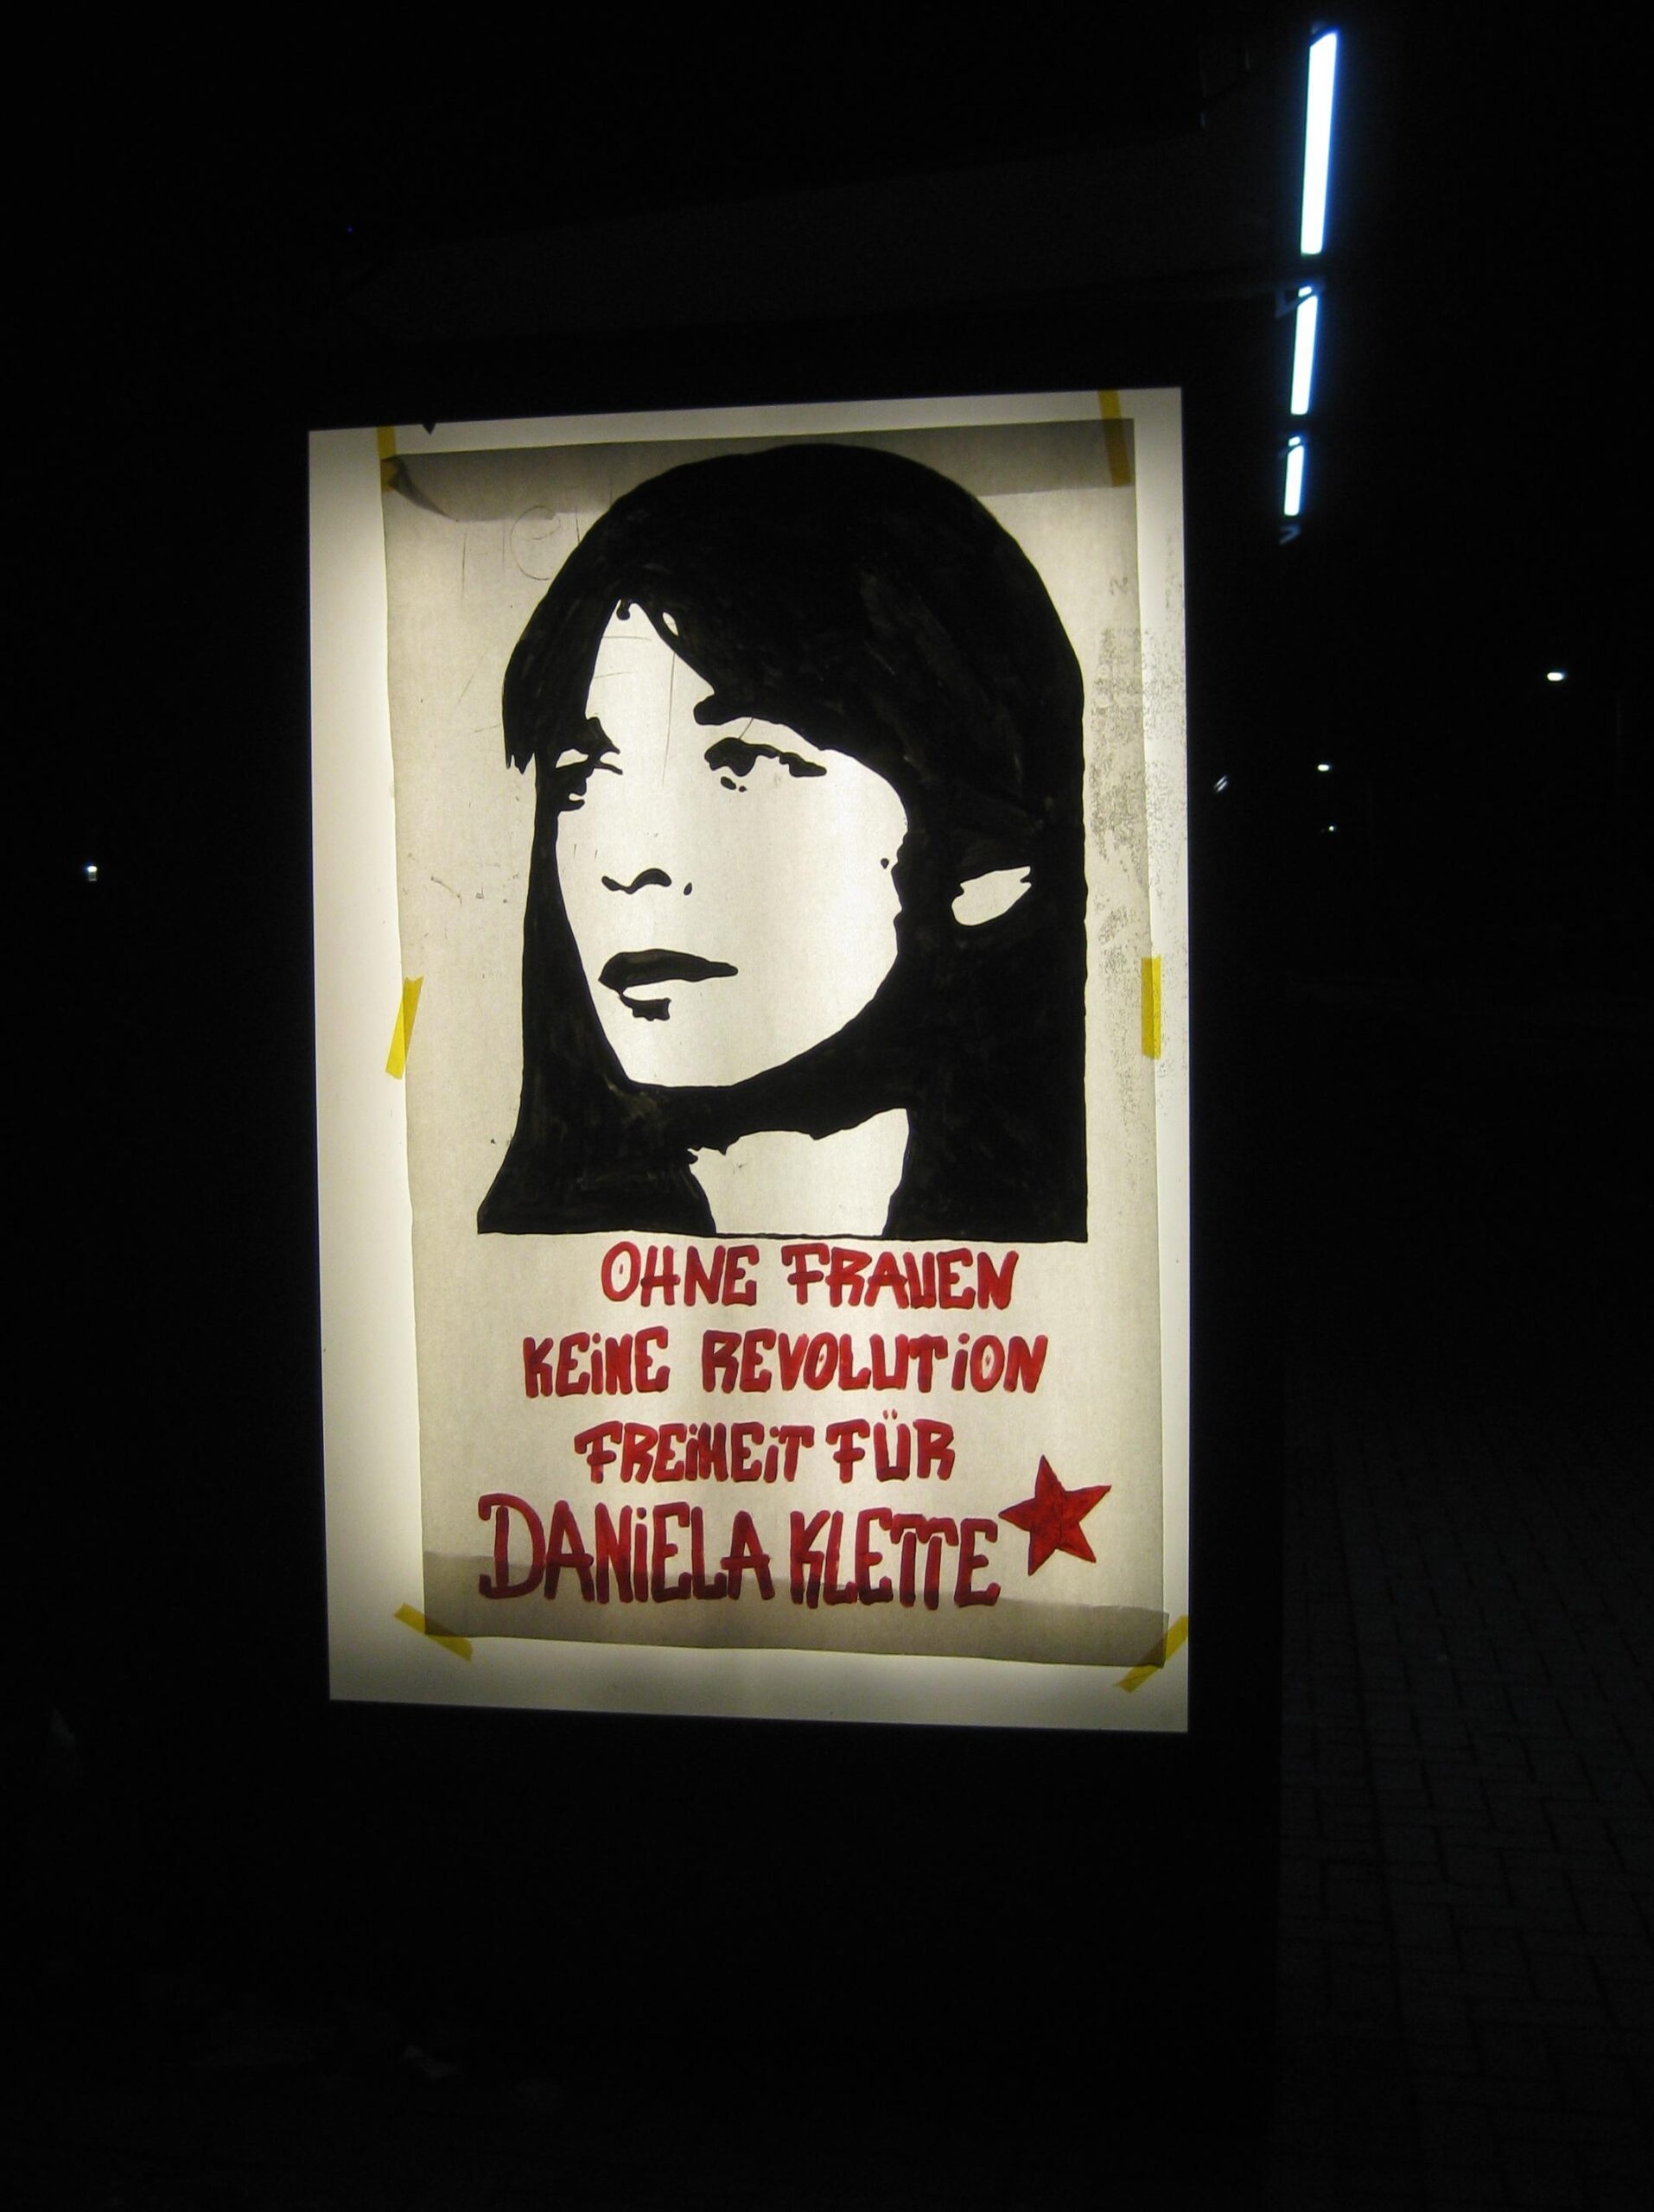 OHNE FRAUEN
KEINE REVOLUTION
FREIHEIT FÜR
DANIELA KLETTE